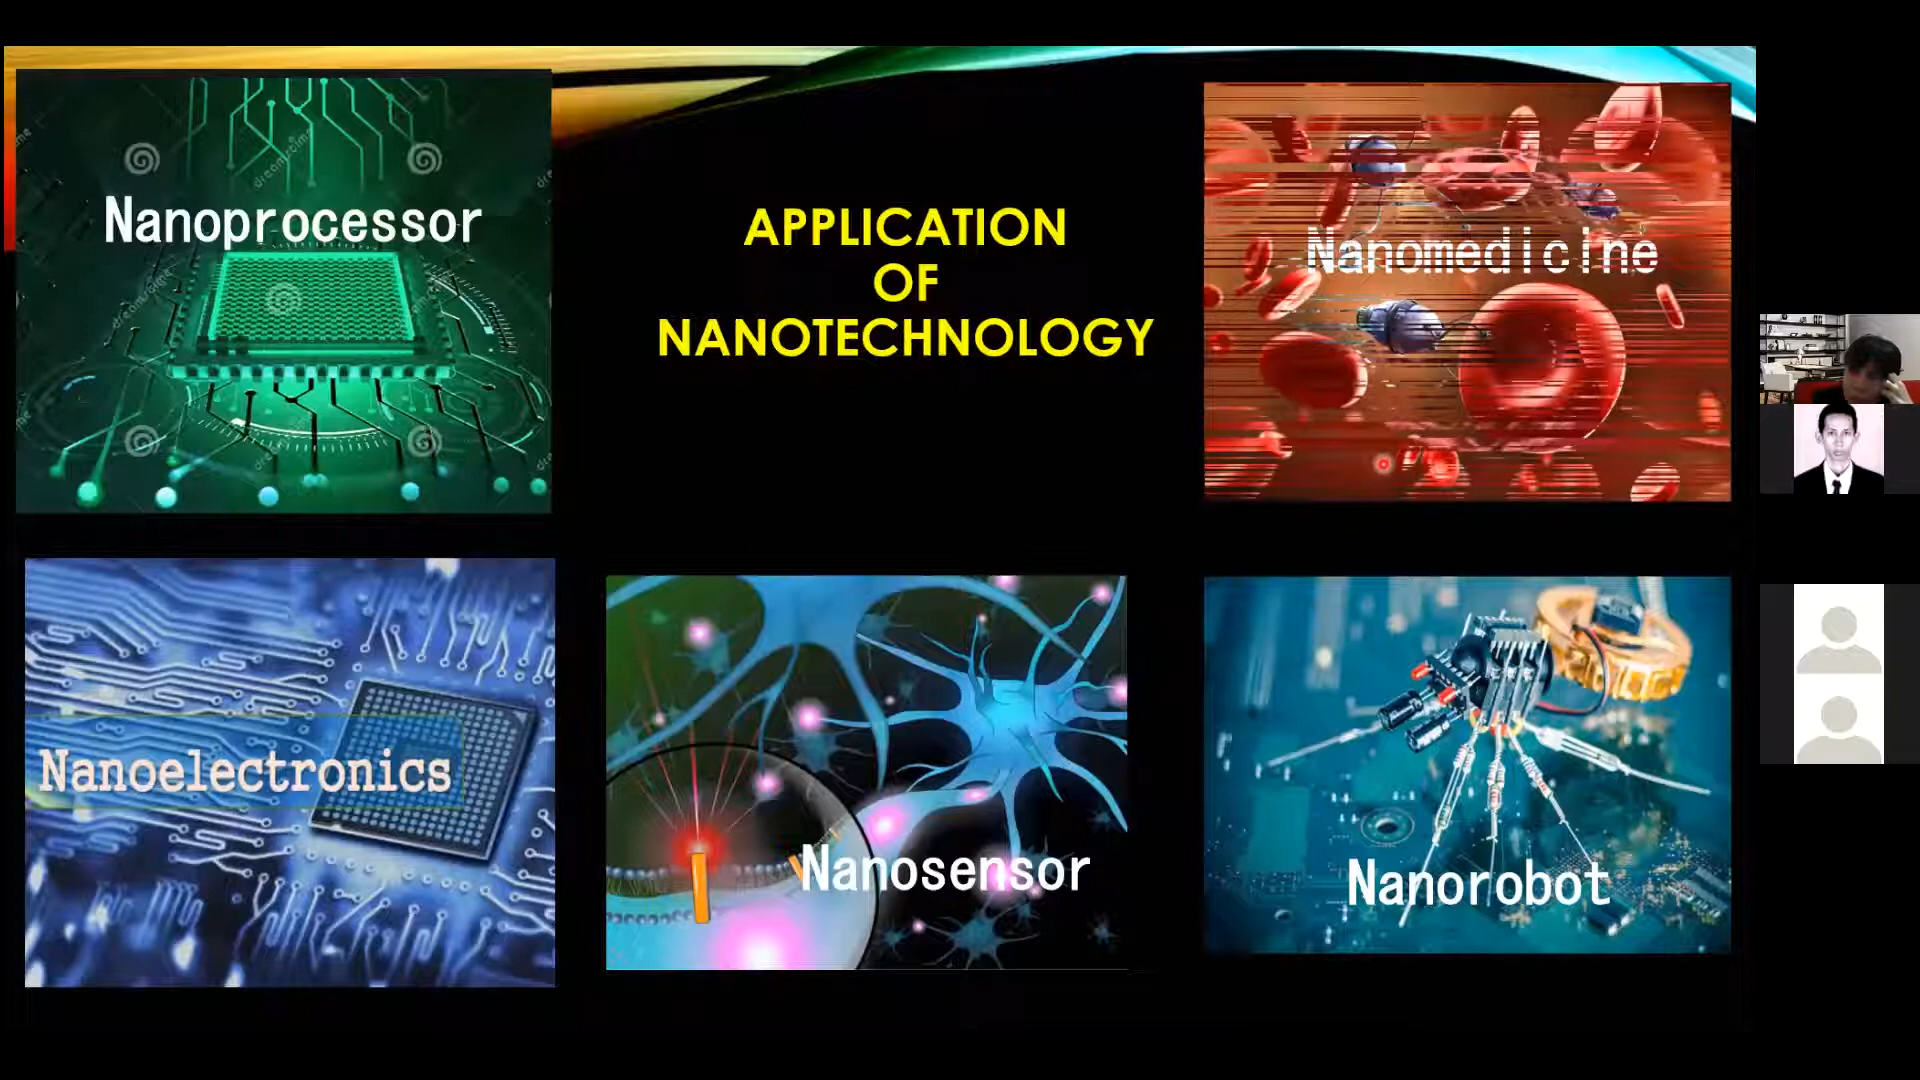 Nanoprocessor
APPLICATION
OF
NANOTECHNOLOGY
Nanomedicine
Nanoelectronics
Nanosensor
Nanorobot